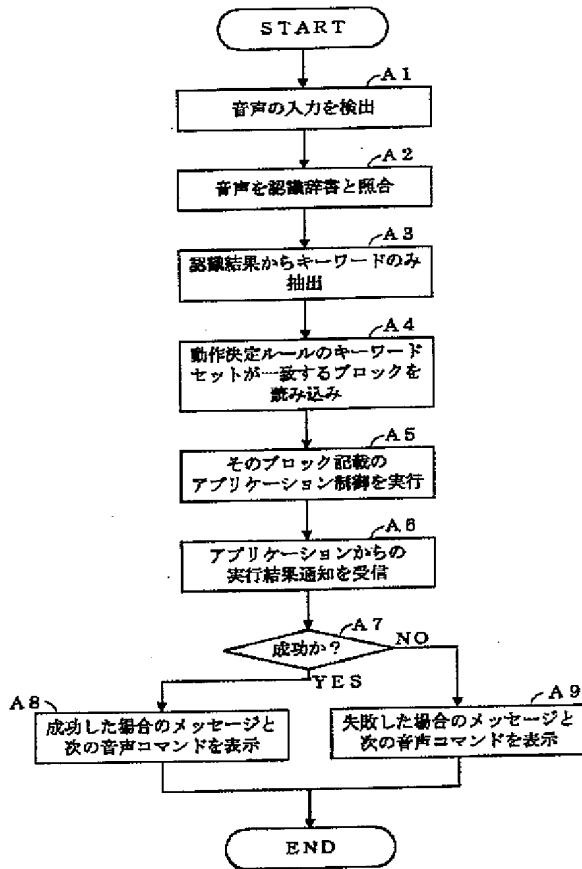 START
A1
音声の入力を検出
A2
音声を認識辞書と照合
A3
認識結果からキーワードのみ
抽出
A4
動作決定ルールのキーワード
セットが一致するブロックを
読み込み
A5
そのブロック記載の
アプリケーション制御を実行
A6
アプリケーションからの
実行結果通知を受信
A7
成功か?
NO
YES
A8
成功した場合のメッセージと
次の音声コマンドを表示
A9
失敗した場合のメッセージと
次の音声コマンドを表示
END